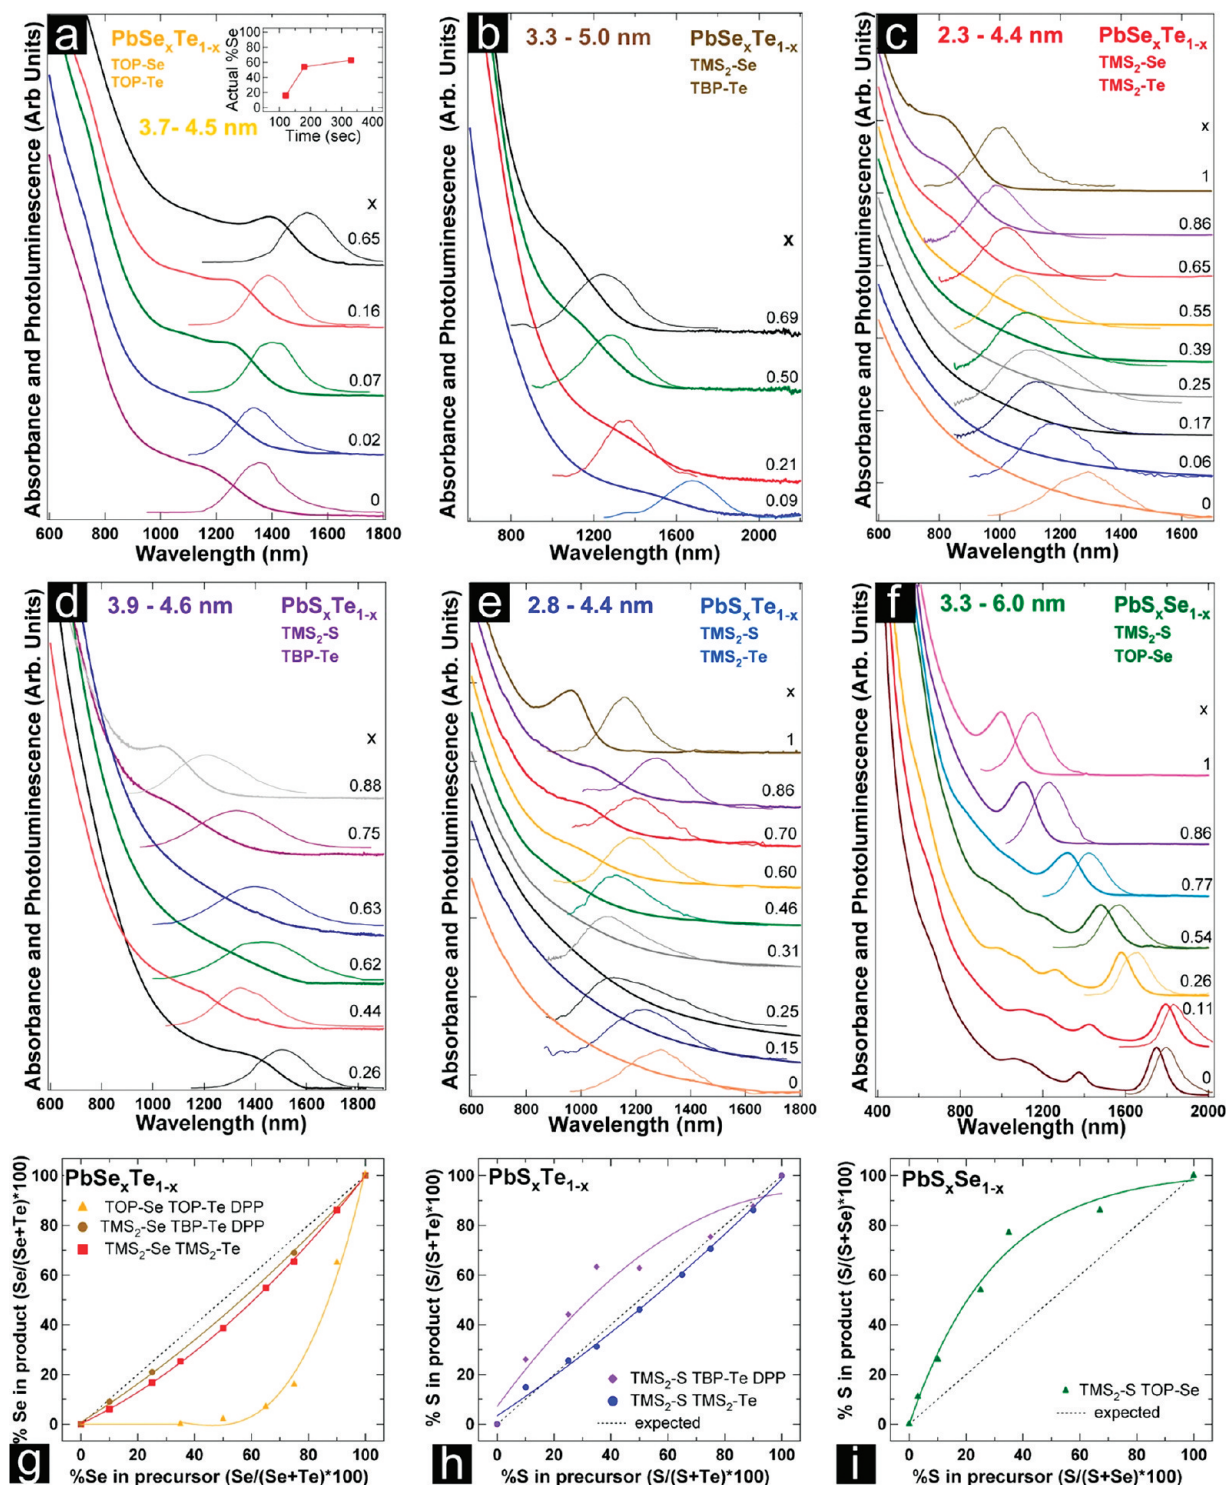 a
PbSexTe1-x
TOP-Se
TOP-Te
3.7- 4.5 nm
Actual %Se
100
80
60
40
20
0
100 200 300 400
Time (sec)
x
0.65
0.16
0.07
0.02
0
Absorbance and Photoluminescence (Arb Units)
600 800 1000 1200 1400 1600 1800
Wavelength (nm)
b
3.3 - 5.0 nm
PbSexTe1-x
TMS2-Se
TBP-Te
x
0.69
0.50
0.21
0.09
Absorbance and Photoluminescence (Arb. Units)
800 1200 1600 2000
Wavelength (nm)
c
2.3 - 4.4 nm
PbSexTe1-x
TMS2-Se
TMS2-Te
x
1
0.86
0.65
0.55
0.39
0.25
0.17
0.06
0
Absorbance and Photoluminescence (Arb. Units)
600 800 1000 1200 1400 1600
Wavelength (nm)
d
3.9 - 4.6 nm
PbSxTe1-x
TMS2-S
TBP-Te
x
0.88
0.75
0.63
0.62
0.44
0.26
Absorbance and Photoluminescence (Arb. Units)
600 800 1000 1200 1400 1600 1800
Wavelength (nm)
e
2.8 - 4.4 nm
PbSxTe1-x
TMS2-S
TMS2-Te
x
1
0.86
0.70
0.60
0.46
0.31
0.25
0.15
0
Absorbance and Photoluminescence (Arb. Units)
600 800 1000 1200 1400 1600 1800
Wavelength (nm)
f
3.3 - 6.0 nm
PbSxSe1-x
TMS2-S
TOP-Se
x
1
0.86
0.77
0.54
0.26
0.11
0
Absorbance and Photoluminescence (Arb. Units)
400 800 1200 1600 2000
Wavelength (nm)
g
PbSexTe1-x
TOP-Se TOP-Te DPP
TMS2-Se TBP-Te DPP
TMS2-Se TMS2-Te
% Se in product (Se/(Se+Te)*100)
100
80
60
40
20
0
0 20 40 60 80 100
%Se in precursor (Se/(Se+Te)*100)
h
PbSxTe1-x
TMS2-S TBP-Te DPP
TMS2-S TMS2-Te
expected
% S in product (S/(S+Te)*100)
100
80
60
40
20
0
0 20 40 60 80 100
%S in precursor (S/(S+Te)*100)
i
PbSxSe1-x
TMS2-S TOP-Se
expected
% S in product (S/(S+Se)*100)
100
80
60
40
20
0
0 20 40 60 80 100
%S in precursor (S/(S+Se)*100)